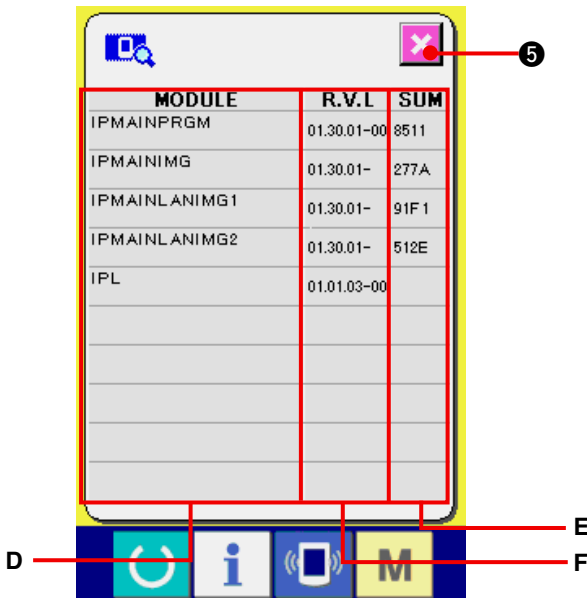 ❺
MODULE R.V.L SUM
IPMAINPRGM 01.30.01-00 8511
IPMAINIMG 01.30.01- 277A
IPMAINLANIMG1 01.30.01- 91F1
IPMAINLANIMG2 01.30.01- 512E
IPL 01.01.03-00
E
D F
i M